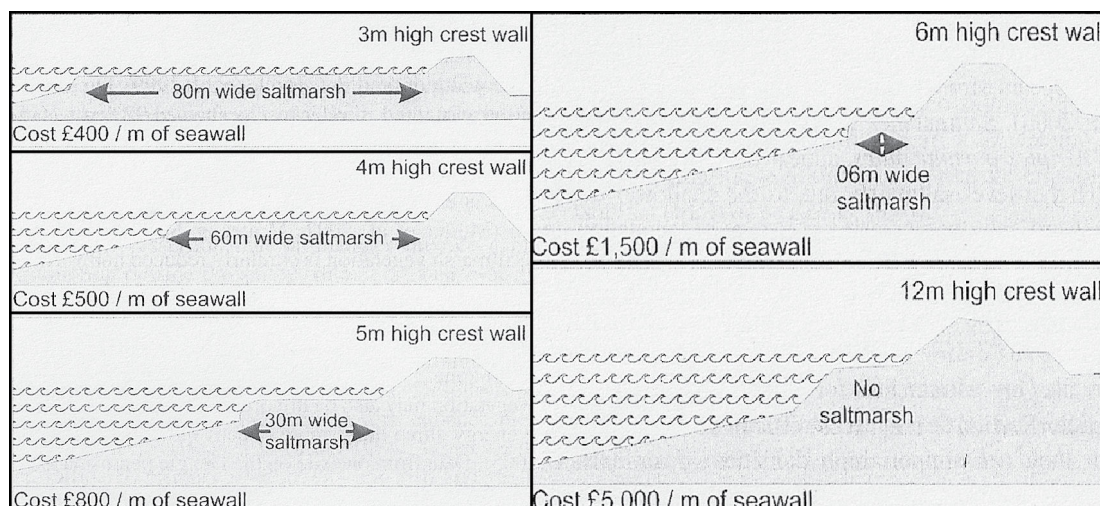 3m high crest wall
80m wide saltmarsh
Cost £400 / m of seawall
4m high crest wall
60m wide saltmarsh
Cost £500 / m of seawall
5m high crest wall
30m wide
saltmarsh
Cost £800 / m of seawall
6m high crest wall
06m wide
saltmarsh
Cost £1,500 / m of seawall
12m high crest wall
No
saltmarsh
Cost £5,000 / m of seawall